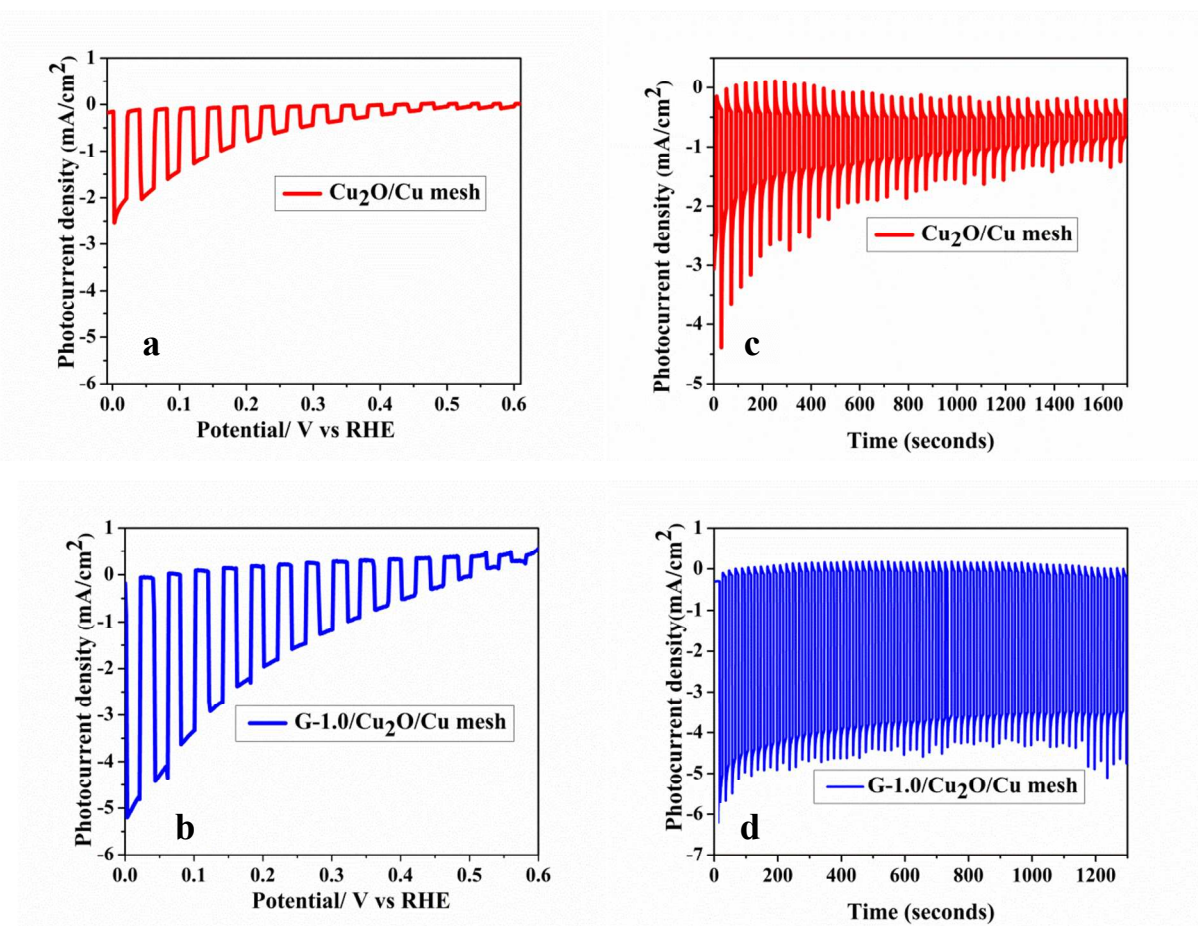 Photocurrent density (mA/cm²)
1
0
-1
-2
-3
-4
-5
-6
Cu₂O/Cu mesh
a
0.0 0.1 0.2 0.3 0.4 0.5 0.6
Potential/ V vs RHE
Photocurrent density (mA/cm²)
0
-1
-2
-3
-4
-5
Cu₂O/Cu mesh
c
0 200 400 600 800 1000 1200 1400 1600
Time (seconds)
Photocurrent density (mA/cm²)
1
0
-1
-2
-3
-4
-5
-6
G-1.0/Cu₂O/Cu mesh
b
0.0 0.1 0.2 0.3 0.4 0.5 0.6
Potential/ V vs RHE
Photocurrent density(mA/cm²)
1
0
-1
-2
-3
-4
-5
-6
-7
G-1.0/Cu₂O/Cu mesh
d
0 200 400 600 800 1000 1200
Time (seconds)